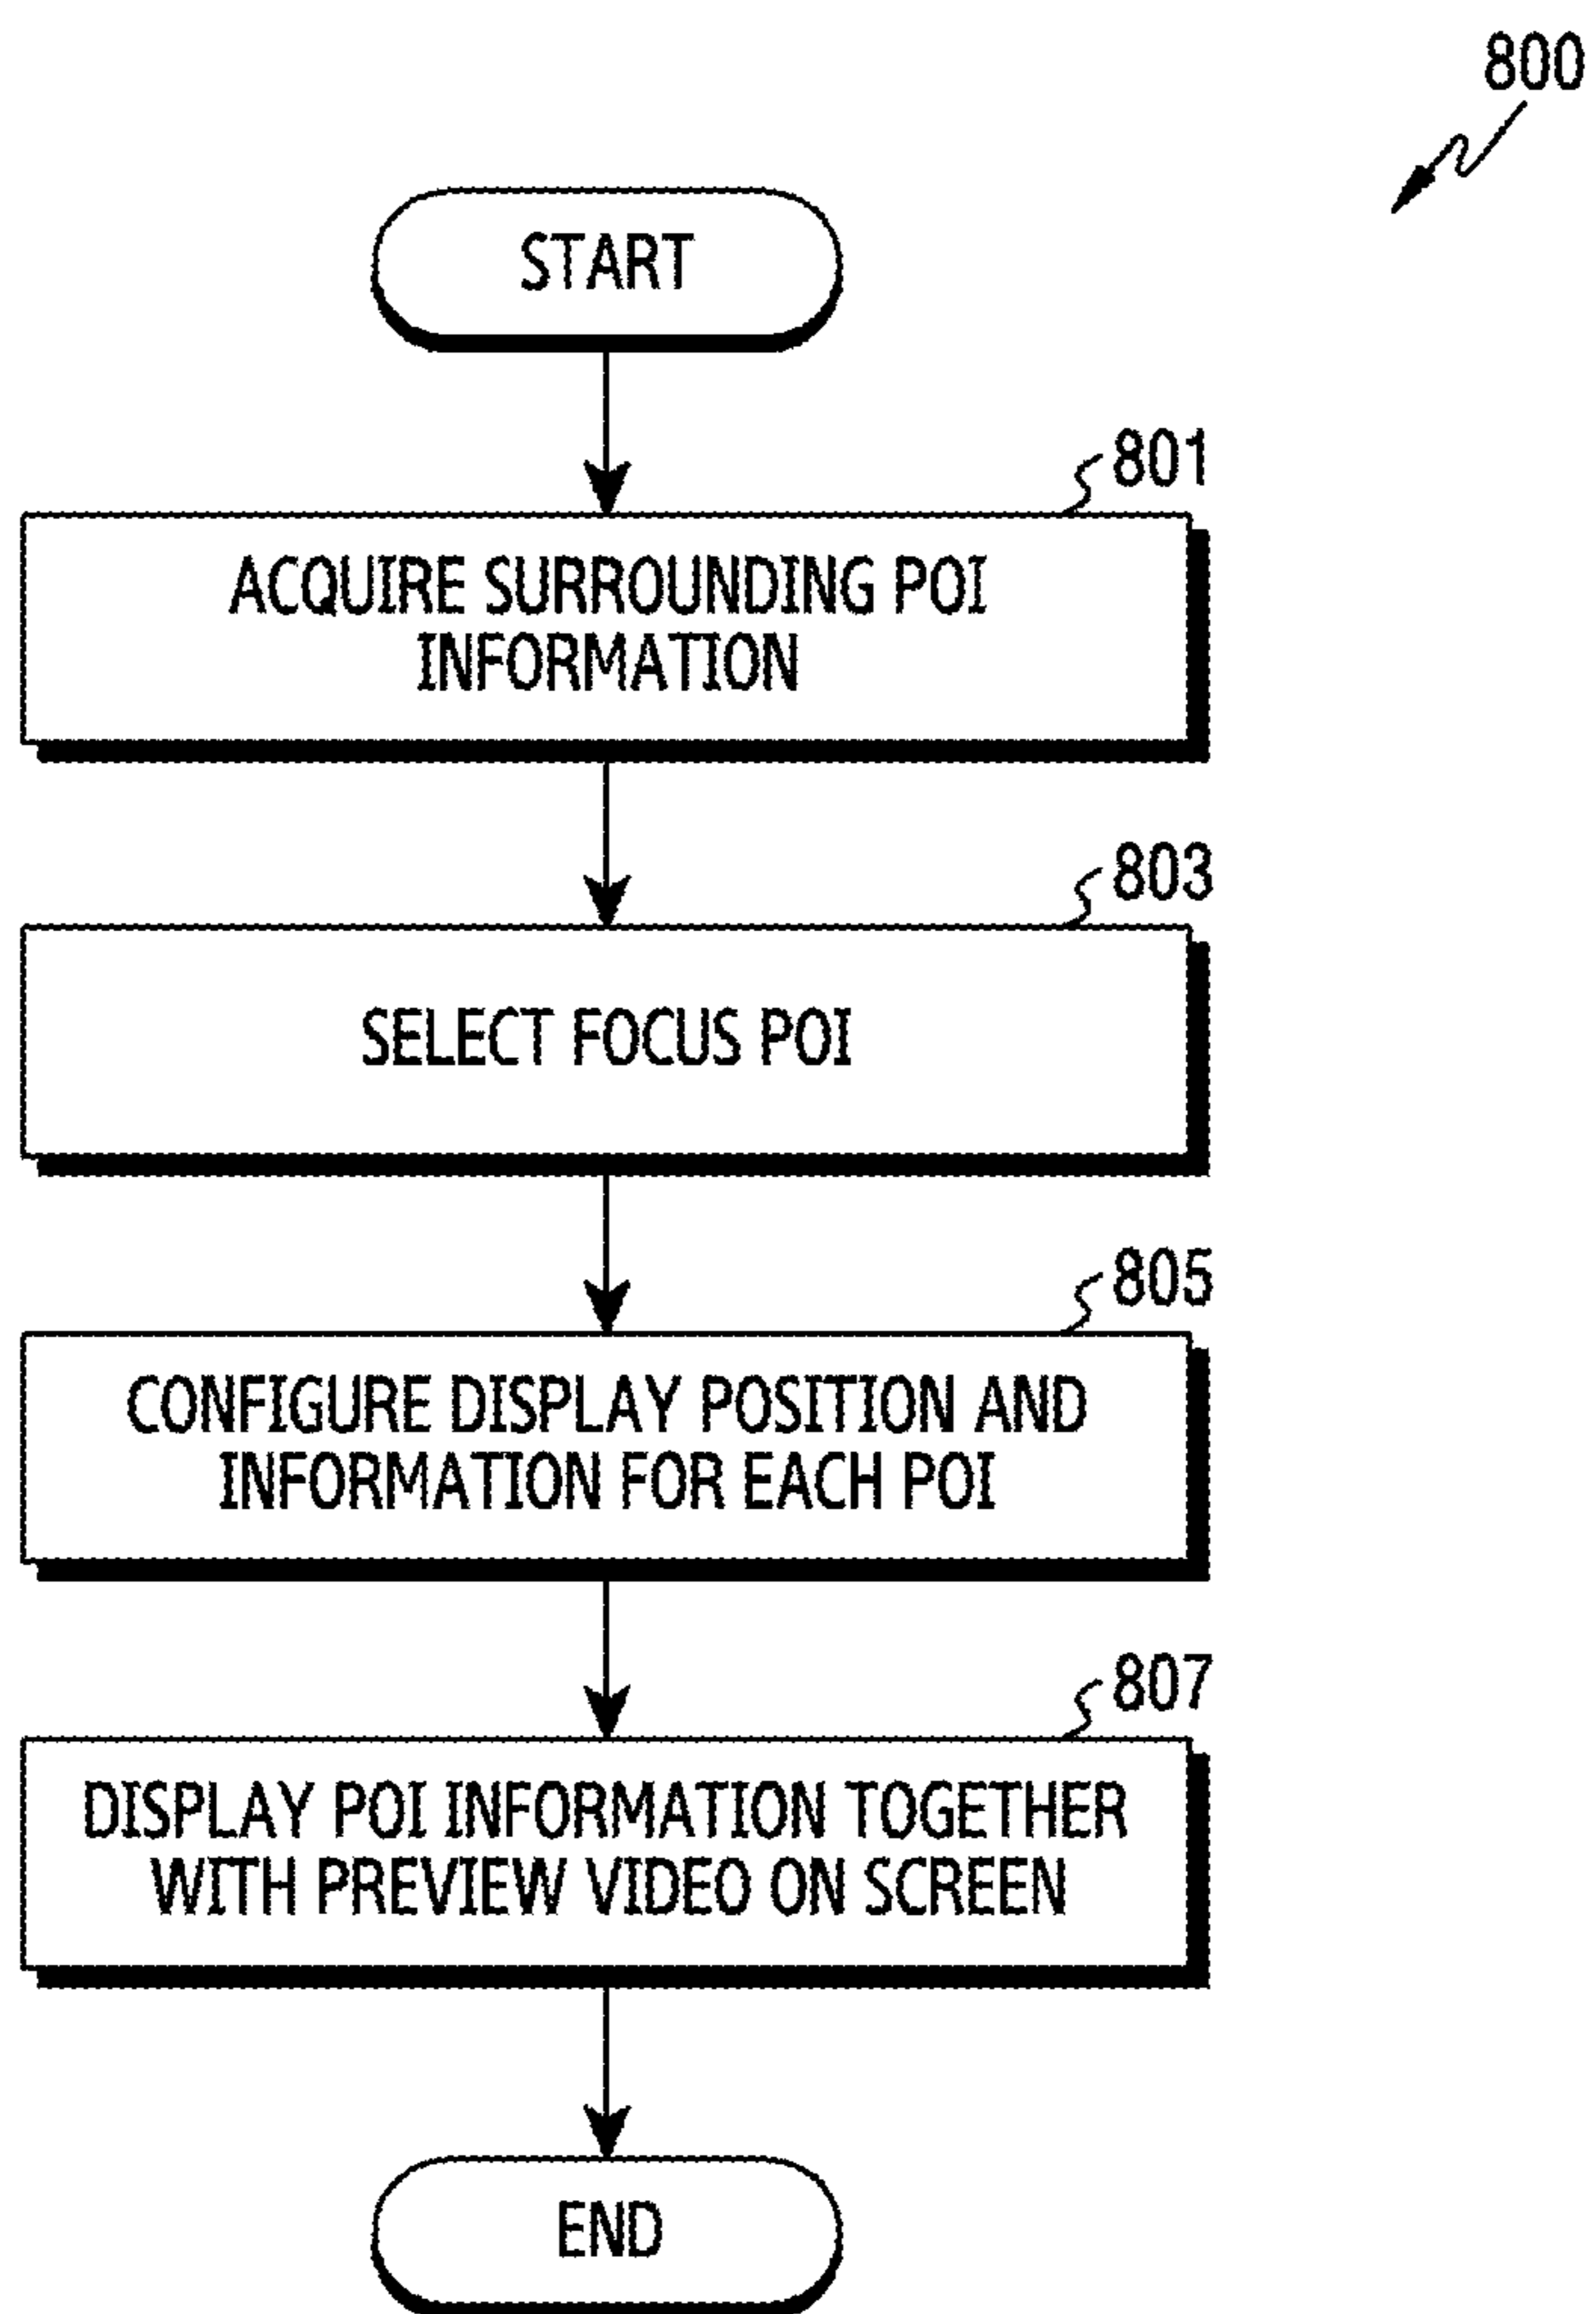 800
START
801
ACQUIRE SURROUNDING POI
INFORMATION
803
SELECT FOCUS POI
805
CONFIGURE DISPLAY POSITION AND
INFORMATION FOR EACH POI
807
DISPLAY POI INFORMATION TOGETHER
WITH PREVIEW VIDEO ON SCREEN
END